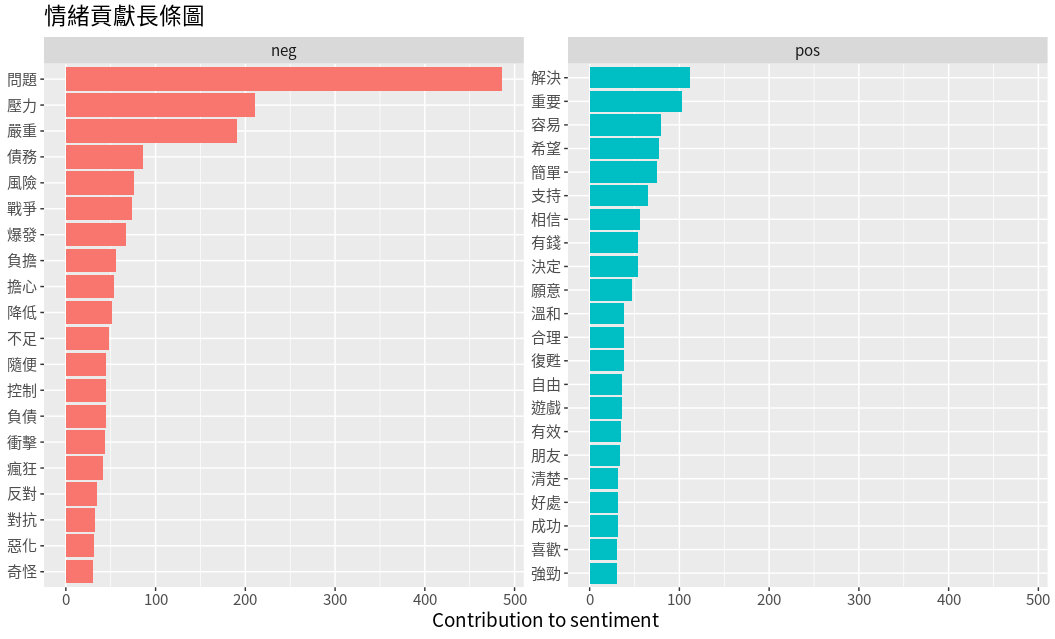 情緒貢獻長條圖
neg
問題
壓力
嚴重
債務
風險
戰爭
爆發
負擔
擔心
降低
不足
隨便
控制
負債
衝擊
瘋狂
反對
對抗
惡化
奇怪
0 100 200 300 400 500
pos
解決
重要
容易
希望
簡單
支持
相信
有錢
決定
願意
溫和
合理
復甦
自由
遊戲
有效
朋友
清楚
好處
成功
喜歡
強勁
0 100 200 300 400 500
Contribution to sentiment